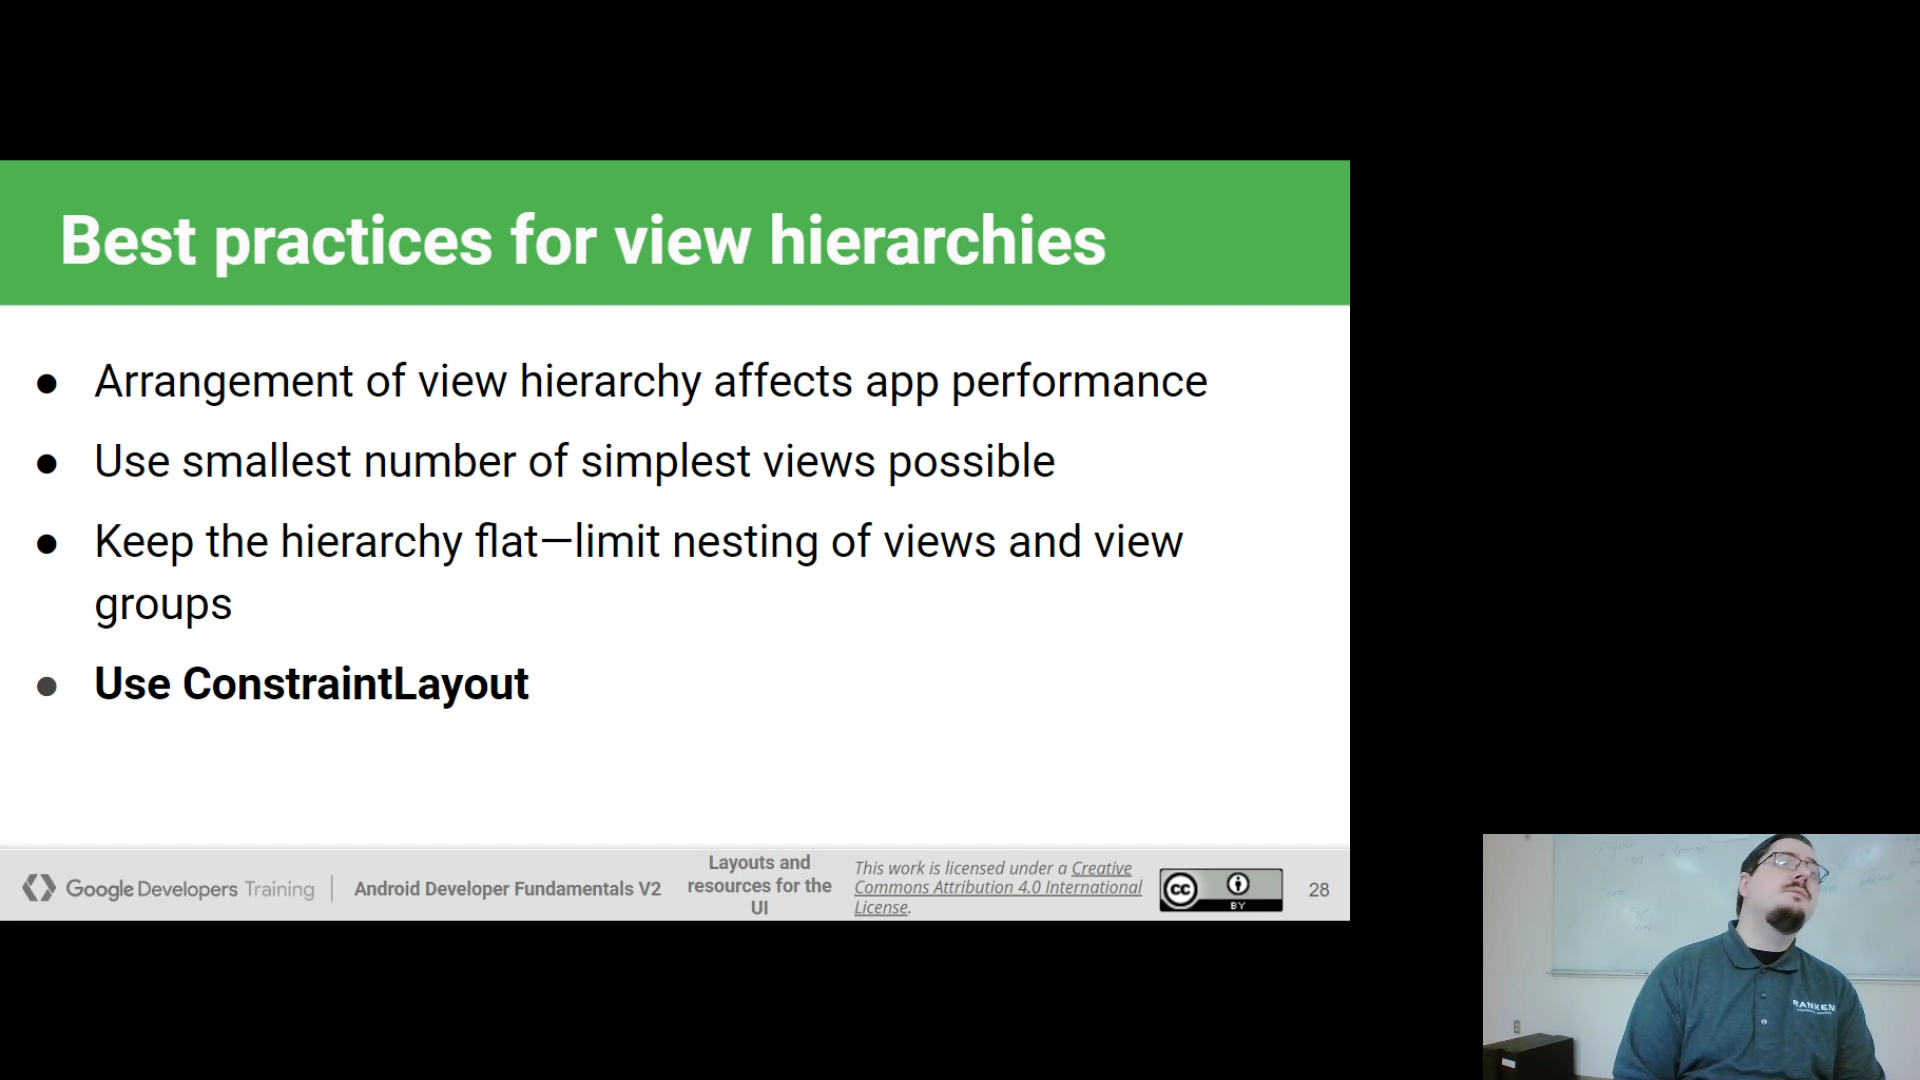 Best practices for view hierarchies
● Arrangement of view hierarchy affects app performance
● Use smallest number of simplest views possible
● Keep the hierarchy flat—limit nesting of views and view
groups
● Use ConstraintLayout
Google Developers Training
Android Developer Fundamentals V2
Layouts and
resources for the
UI
This work is licensed under a Creative
Commons Attribution 4.0 International
License.
cc
BY
28
RANKEN